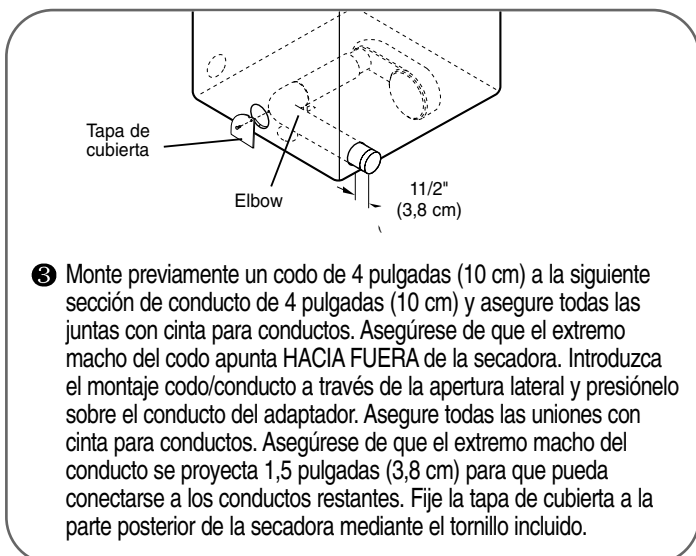 Tapa de
cubierta
Elbow
11/2"
(3,8 cm)
❸ Monte previamente un codo de 4 pulgadas (10 cm) a la siguiente
sección de conducto de 4 pulgadas (10 cm) y asegure todas las
juntas con cinta para conductos. Asegúrese de que el extremo
macho del codo apunta HACIA FUERA de la secadora. Introduzca
el montaje codo/conducto a través de la apertura lateral y presiónelo
sobre el conducto del adaptador. Asegure todas las uniones con
cinta para conductos. Asegúrese de que el extremo macho del
conducto se proyecta 1,5 pulgadas (3,8 cm) para que pueda
conectarse a los conductos restantes. Fije la tapa de cubierta a la
parte posterior de la secadora mediante el tornillo incluido.